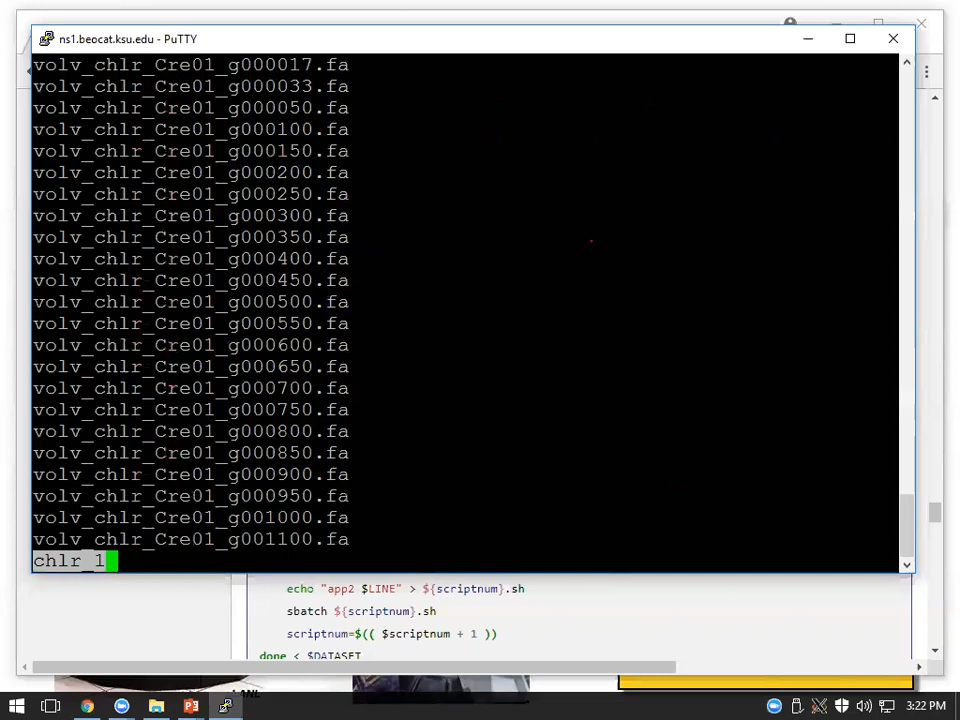 ns1.beocat.ksu.edu - PuTTY
volv_chlr_Cre01_g000017.fa
volv_chlr_Cre01_g000033.fa
volv_chlr_Cre01_g000050.fa
volv_chlr_Cre01_g000100.fa
volv_chlr_Cre01_g000150.fa
volv_chlr_Cre01_g000200.fa
volv_chlr_Cre01_g000250.fa
volv_chlr_Cre01_g000300.fa
volv_chlr_Cre01_g000350.fa
volv_chlr_Cre01_g000400.fa
volv_chlr_Cre01_g000450.fa
volv_chlr_Cre01_g000500.fa
volv_chlr_Cre01_g000550.fa
volv_chlr_Cre01_g000600.fa
volv_chlr_Cre01_g000650.fa
volv_chlr_Cre01_g000700.fa
volv_chlr_Cre01_g000750.fa
volv_chlr_Cre01_g000800.fa
volv_chlr_Cre01_g000850.fa
volv_chlr_Cre01_g000900.fa
volv_chlr_Cre01_g000950.fa
volv_chlr_Cre01_g001000.fa
volv_chlr_Cre01_g001100.fa
chlr_1
echo "app2 $LINE" > ${scriptnum}.sh
sbatch ${scriptnum}.sh
scriptnum=$(( $scriptnum + 1 ))
done < $DATASET
LANL
3:22 PM